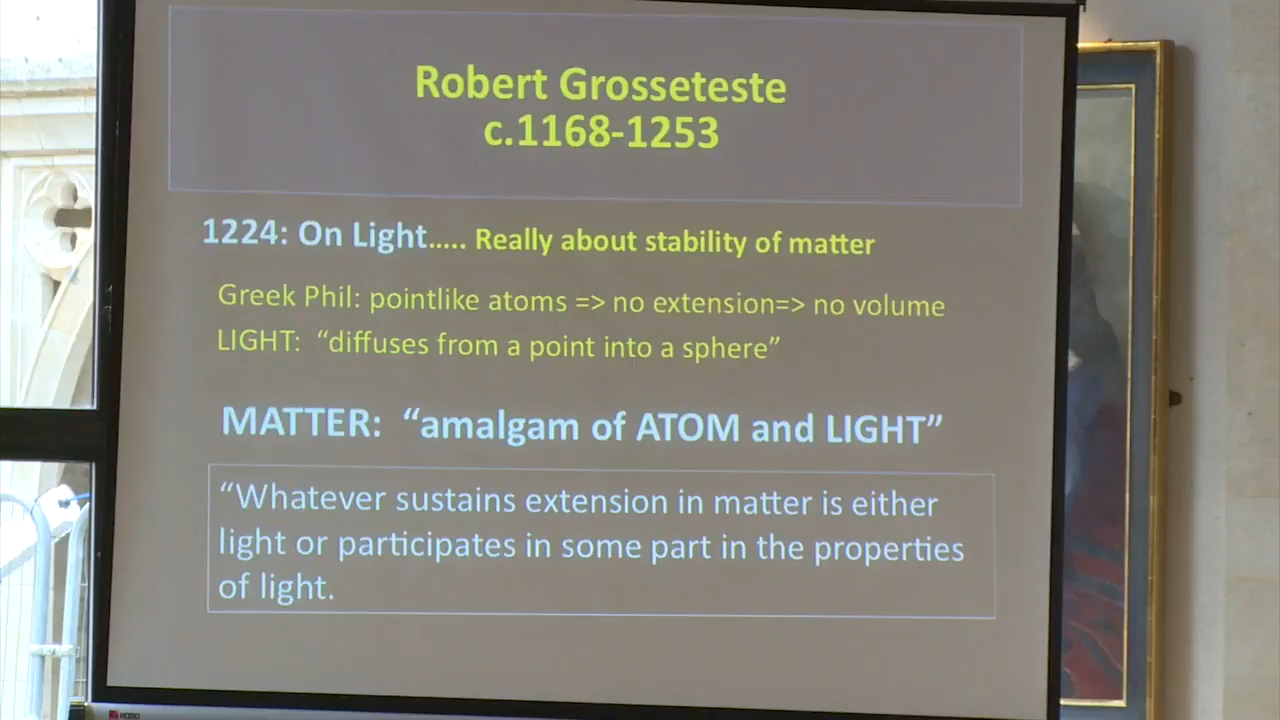 Robert Grosseteste
c.1168-1253
1224: On Light..... Really about stability of matter
Greek Phil: pointlike atoms => no extension=> no volume
LIGHT: “diffuses from a point into a sphere”
MATTER: “amalgam of ATOM and LIGHT”
“Whatever sustains extension in matter is either
light or participates in some part in the properties
of light.